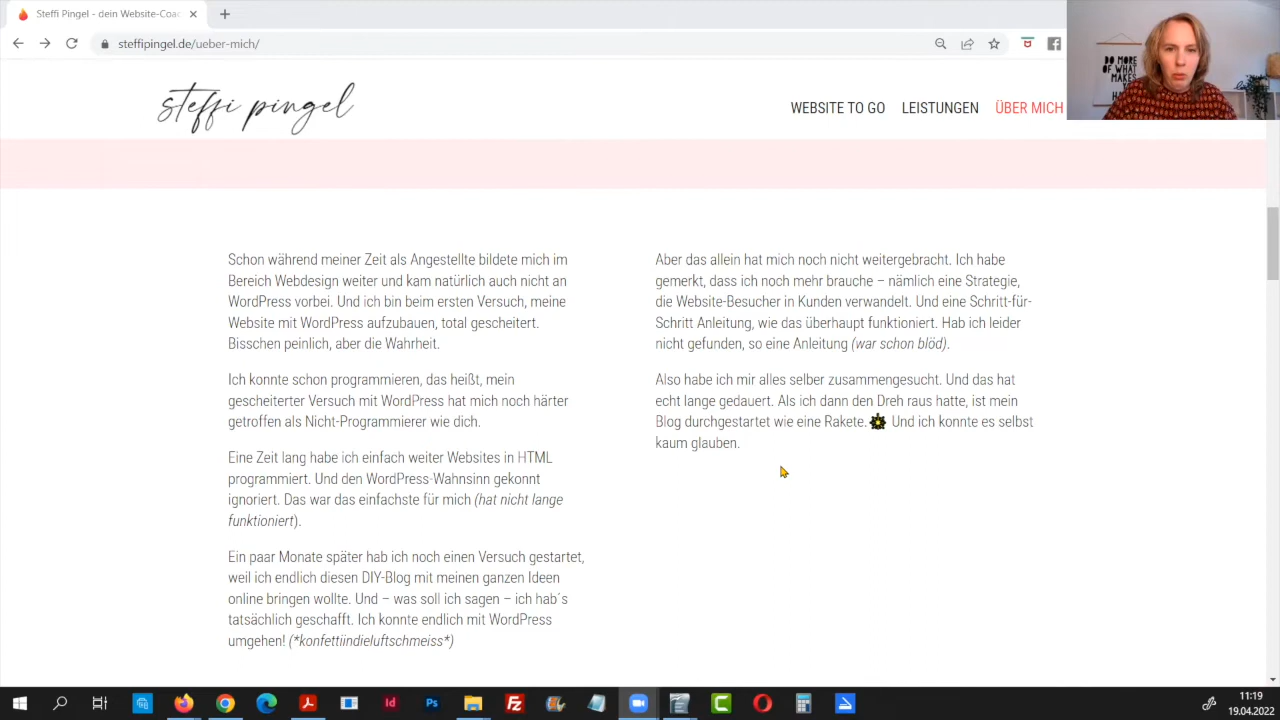 Steffi Pingel - dein Website-Coac
steffipingel.de/ueber-mich/
DO MORE
OF WHAT
MAKES
steffi pingel
WEBSITE TO GO
LEISTUNGEN
ÜBER MICH
Schon während meiner Zeit als Angestellte bildete mich im
Bereich Webdesign weiter und kam natürlich auch nicht an
WordPress vorbei. Und ich bin beim ersten Versuch, meine
Website mit WordPress aufzubauen, total gescheitert.
Bisschen peinlich, aber die Wahrheit.
Ich konnte schon programmieren, das heißt, mein
gescheiterter Versuch mit WordPress hat mich noch härter
getroffen als Nicht-Programmierer wie dich.
Eine Zeit lang habe ich einfach weiter Websites in HTML
programmiert. Und den WordPress-Wahnsinn gekonnt
ignoriert. Das war das einfachste für mich (hat nicht lange
funktioniert).
Ein paar Monate später hab ich noch einen Versuch gestartet,
weil ich endlich diesen DIY-Blog mit meinen ganzen Ideen
online bringen wollte. Und – was soll ich sagen – ich hab´s
tatsächlich geschafft. Ich konnte endlich mit WordPress
umgehen! (*konfettiindieluftschmeiss*)
Aber das allein hat mich noch nicht weitergebracht. Ich habe
gemerkt, dass ich noch mehr brauche – nämlich eine Strategie,
die Website-Besucher in Kunden verwandelt. Und eine Schritt-für-
Schritt Anleitung, wie das überhaupt funktioniert. Hab ich leider
nicht gefunden, so eine Anleitung (war schon blöd).
Also habe ich mir alles selber zusammengesucht. Und das hat
echt lange gedauert. Als ich dann den Dreh raus hatte, ist mein
Blog durchgestartet wie eine Rakete. Und ich konnte es selbst
kaum glauben.
Id
Ps
11:19
19.04.2022